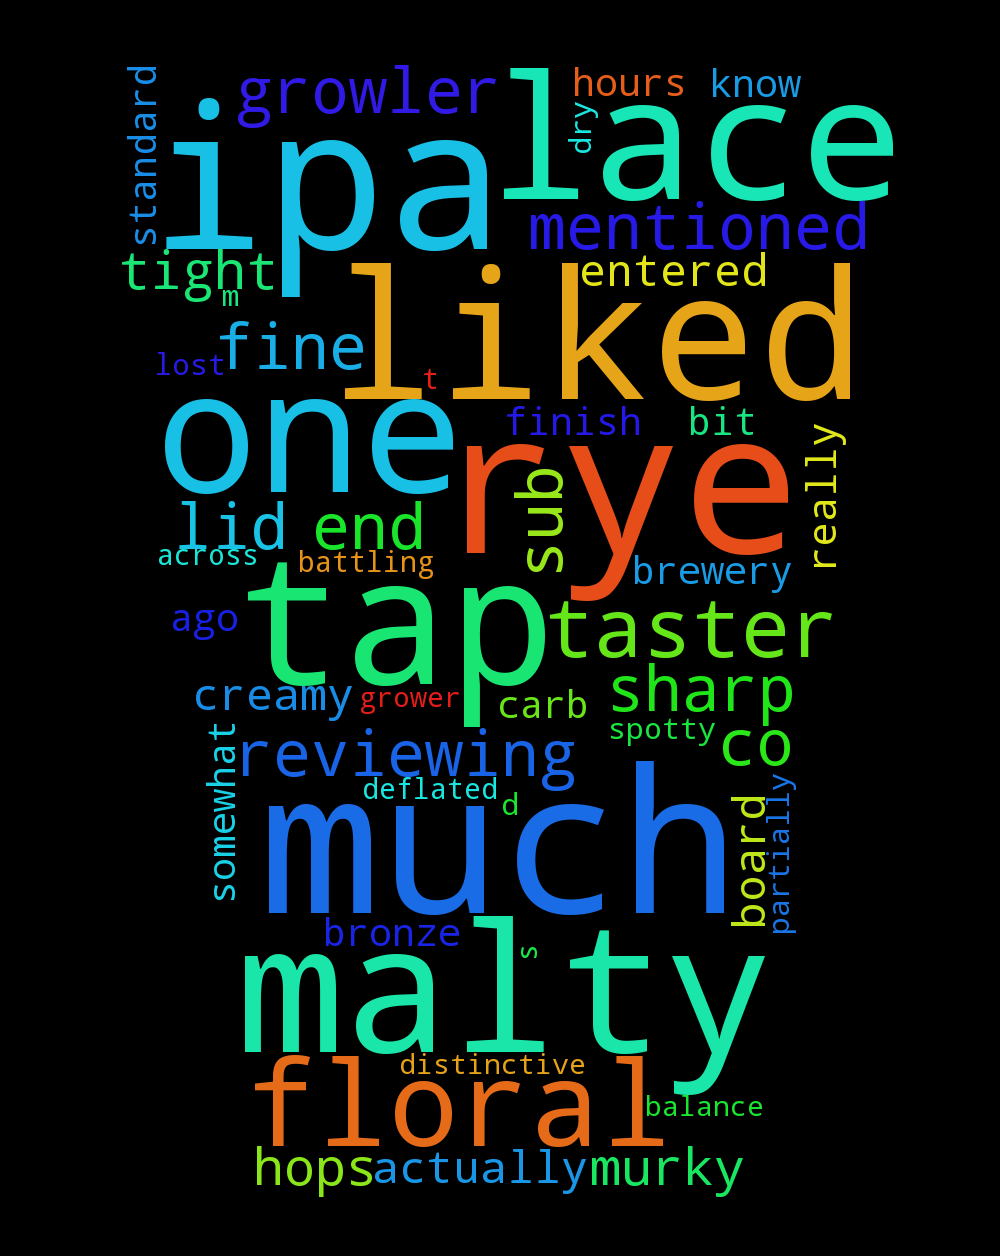 hours know
growler lace
standard ipa dry
mentioned
tight entered
m liked
fine
lost t
one finish bit
rye really
lid end sub
across battling brewery
tap
ago taster
creamy grower carb sharp
spotty
somewhat reviewing co
deflated d
much board partially
bronze
malty s
distinctive
floral balance
hops actually murky